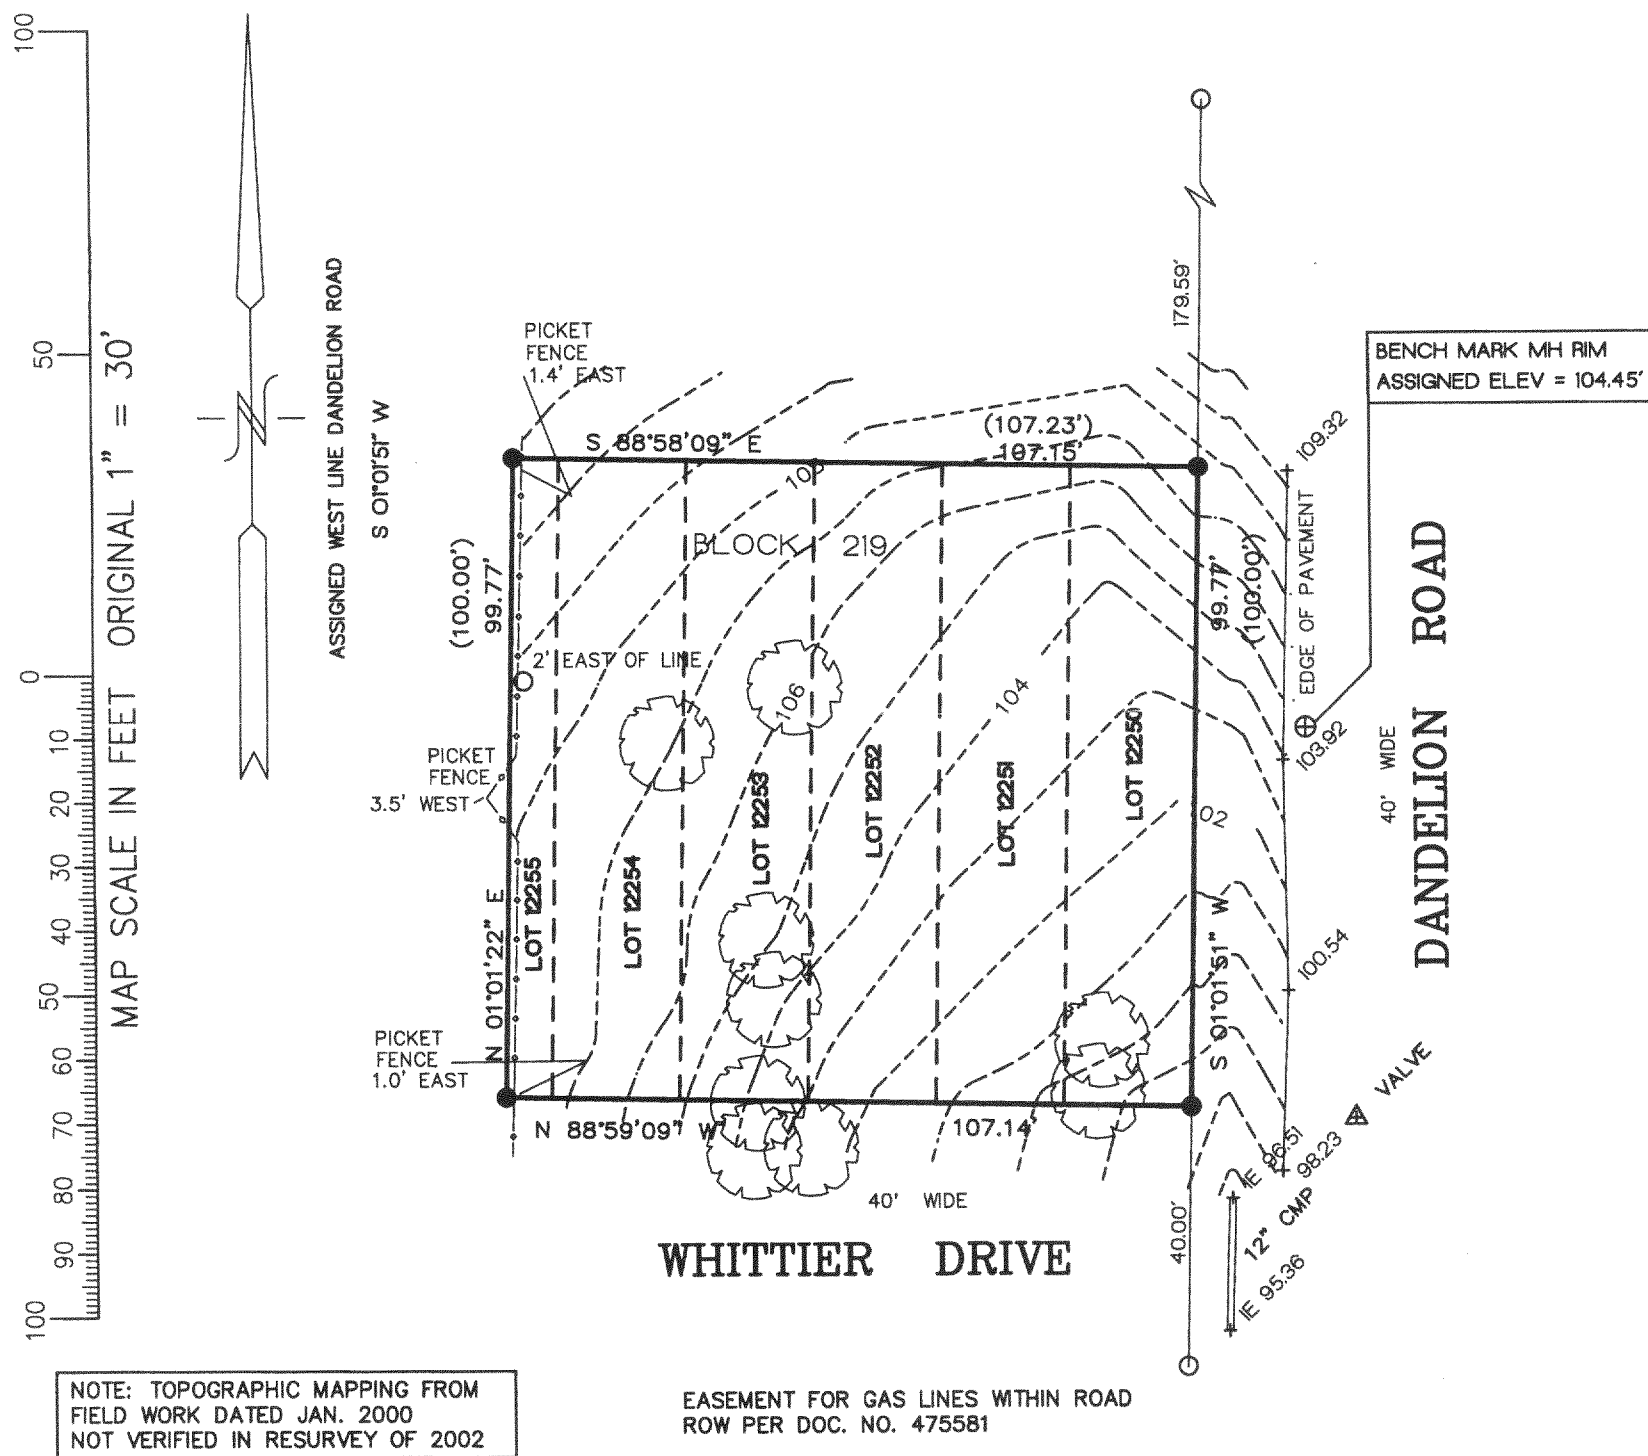 100
50
0
10
20
30
40
50
60
70
80
90
100
MAP SCALE IN FEET ORIGINAL 1" = 30'
N
ASSIGNED WEST LINE DANDELION ROAD
S 01°01'51" W
PICKET
FENCE
1.4' EAST
S 88°58'09" E
(107.23')
107.15'
179.59'
BENCH MARK MH RIM
ASSIGNED ELEV = 104.45'
109.32
EDGE OF PAVEMENT
103.92
100.54
BLOCK 219
(100.00')
99.77'
99.77'
(100.00')
2' EAST OF LINE
106
104
PICKET
FENCE
3.5' WEST
LOT 12255
LOT 12254
LOT 12253
LOT 12252
LOT 12251
LOT 12250
N 01°01'22" E
S 01°01'51" W
40' WIDE
DANDELION ROAD
PICKET
FENCE
1.0' EAST
N 88°59'09" W
107.14'
40' WIDE
WHITTIER DRIVE
40.00'
IE 96.51
98.23
VALVE
12" CMP
IE 95.36
NOTE: TOPOGRAPHIC MAPPING FROM
FIELD WORK DATED JAN. 2000
NOT VERIFIED IN RESURVEY OF 2002
EASEMENT FOR GAS LINES WITHIN ROAD
ROW PER DOC. NO. 475581